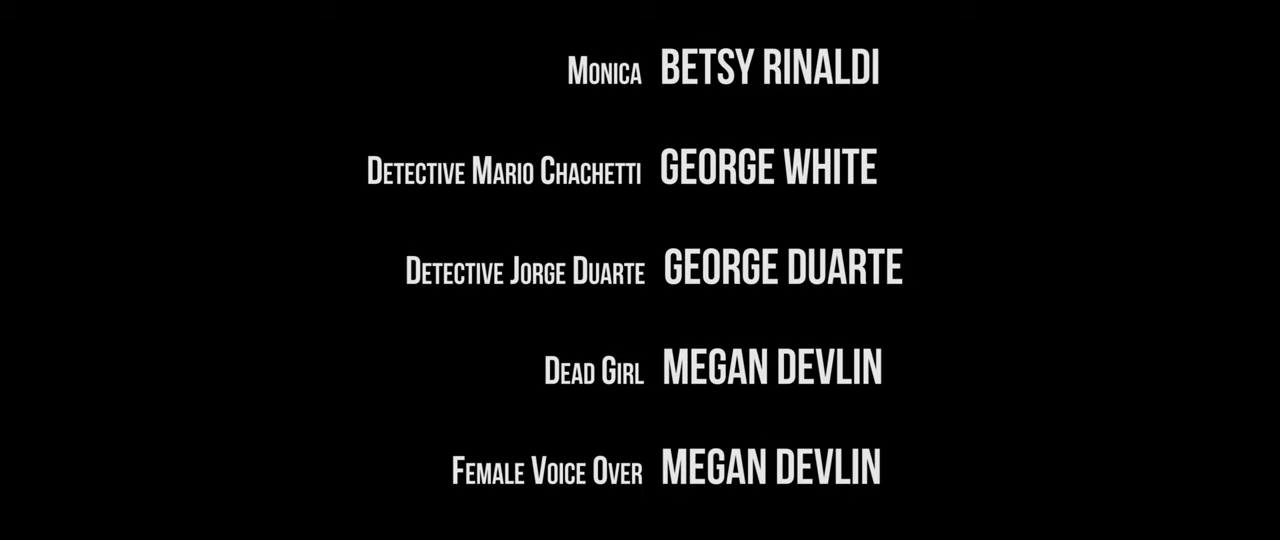 Monica BETSY RINALDI
Detective Mario Chachetti GEORGE WHITE
Detective Jorge Duarte GEORGE DUARTE
Dead Girl MEGAN DEVLIN
Female Voice Over MEGAN DEVLIN